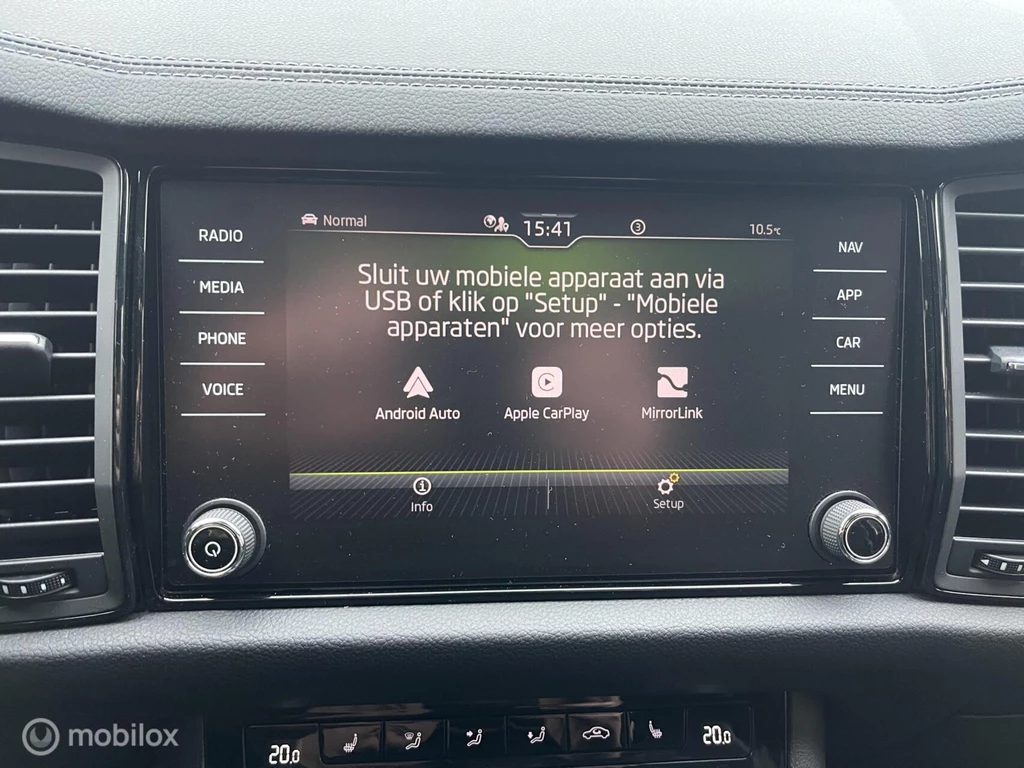 Normal
15:41
3
10.5°C
RADIO
MEDIA
PHONE
VOICE
Sluit uw mobiele apparaat aan via
USB of klik op "Setup" - "Mobiele
apparaten" voor meer opties.
Android Auto Apple CarPlay MirrorLink
Info Setup
NAV
APP
CAR
MENU
20.0 20.0
mobilox